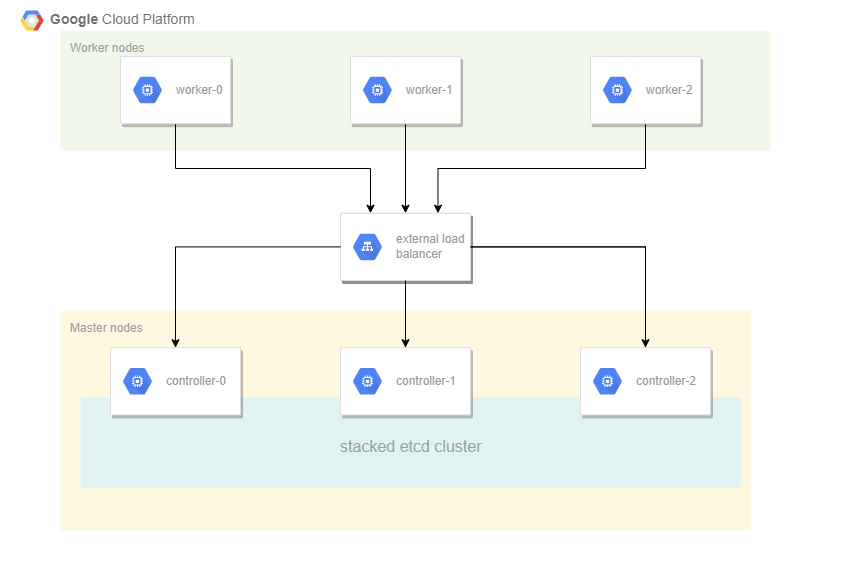 Google Cloud Platform
Worker nodes
worker-0
worker-1
worker-2
external load
balancer
Master nodes
controller-0
controller-1
controller-2
stacked etcd cluster